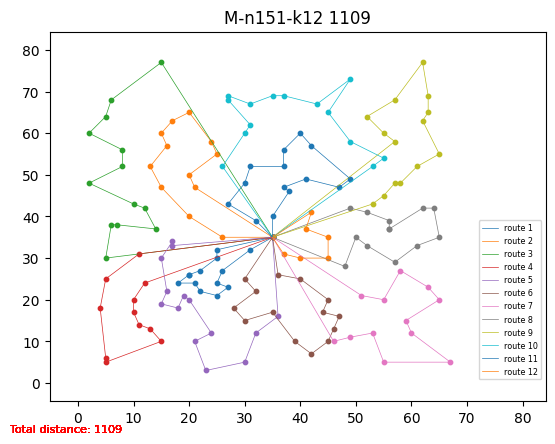 M-n151-k12 1109
80
70
60
50
40
30
20
10
0
0 10 20 30 40 50 60 70 80
route 1
route 2
route 3
route 4
route 5
route 6
route 7
route 8
route 9
route 10
route 11
route 12
Total distance: 1109